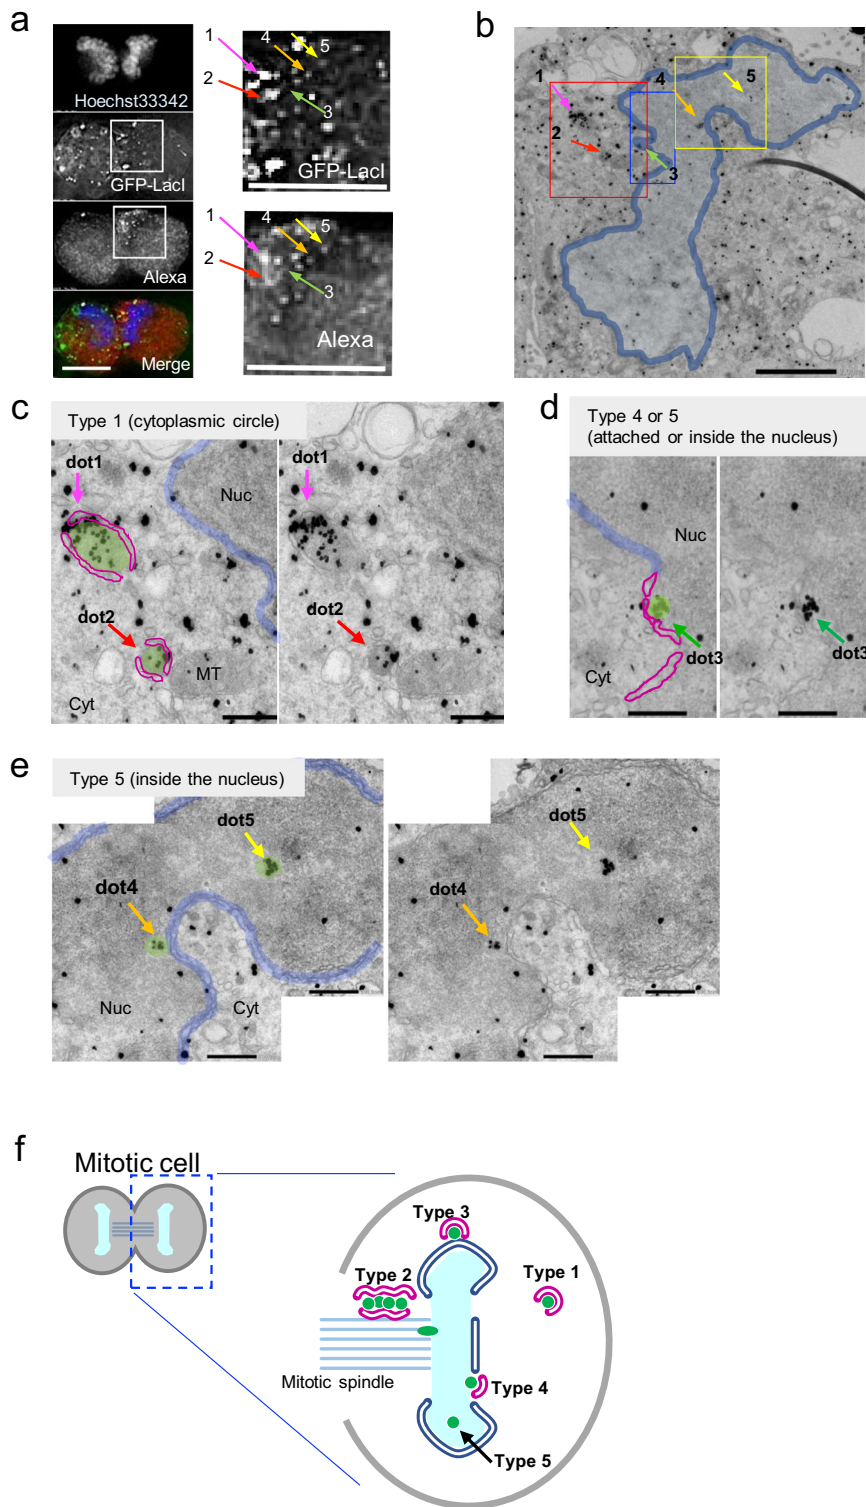 a
Hoechst33342
GFP-LacI
Alexa
Merge
1
2
4
5
3
GFP-LacI
1
2
4
5
3
Alexa
b
1
2
4
5
3
c
Type 1 (cytoplasmic circle)
dot1
Nuc
dot2
MT
Cyt
dot1
dot2
d
Type 4 or 5
(attached or inside the nucleus)
Nuc
dot3
Cyt
dot3
e
Type 5 (inside the nucleus)
dot5
dot4
Nuc
Cyt
dot5
dot4
f
Mitotic cell
Type 3
Type 2
Type 1
Mitotic spindle
Type 4
Type 5